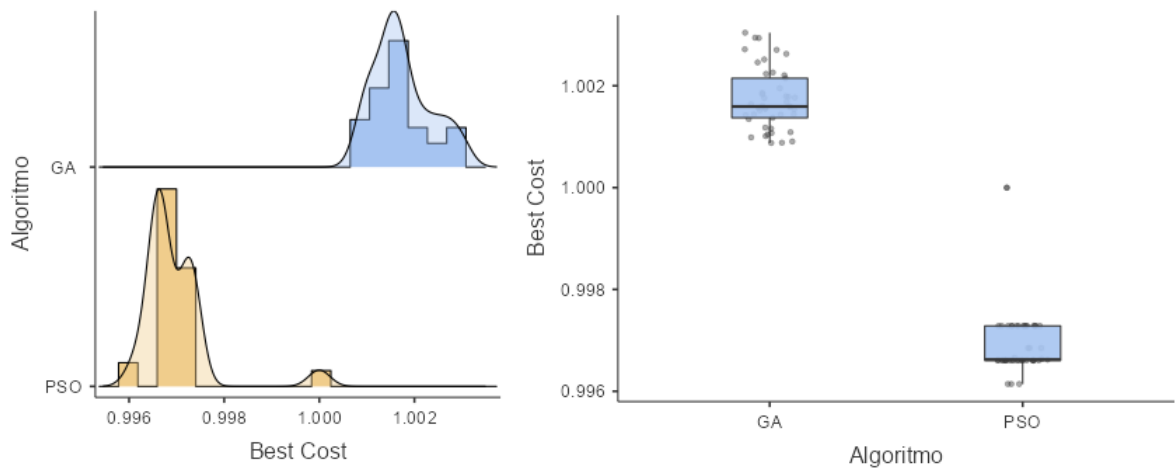 Algoritmo
GA
PSO
0.996 0.998 1.000 1.002
Best Cost
Best Cost
1.002
1.000
0.998
0.996
GA PSO
Algoritmo